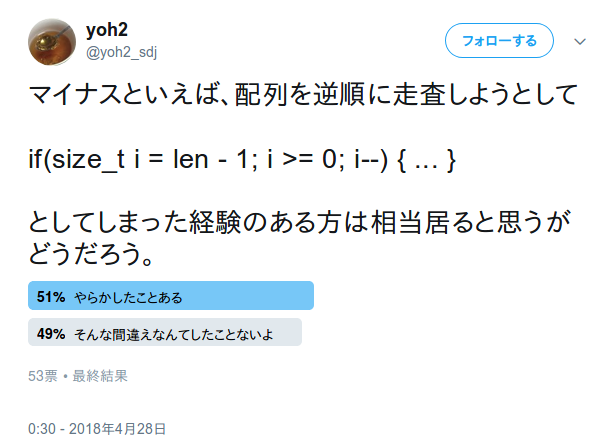 yoh2
@yoh2_sdj
フォローする
マイナスといえば、配列を逆順に走査しようとして
if(size_t i = len - 1; i >= 0; i--) { ... }
としてしまった経験のある方は相当居ると思うが
どうだろう。
51% やらかしたことある
49% そんな間違えなんてしたことないよ
53票 • 最終結果
0:30 - 2018年4月28日